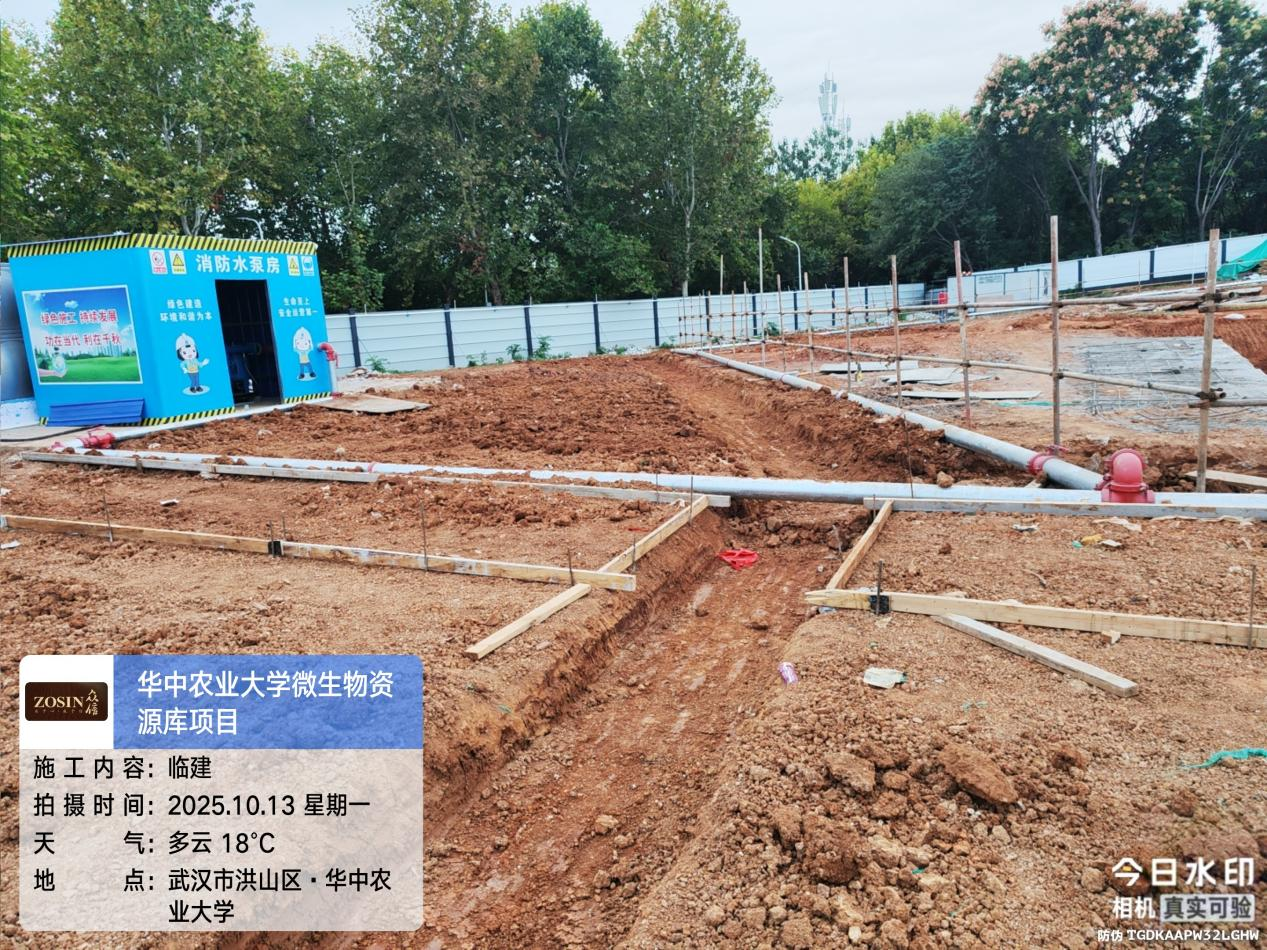 消防水泵房
绿色施工 持续发展
功在当代 利在千秋
绿色建造
环境和谐为本
生命至上
安全运营第一
ZOSIN众信
华中农业大学微生物资
源库项目
施工内容：临建
拍摄时间：2025.10.13 星期一
天气：多云 18℃
地点：武汉市洪山区·华中农
业大学
今日水印
相机 真实可验
防伪 TGDKAAPW32LGHW